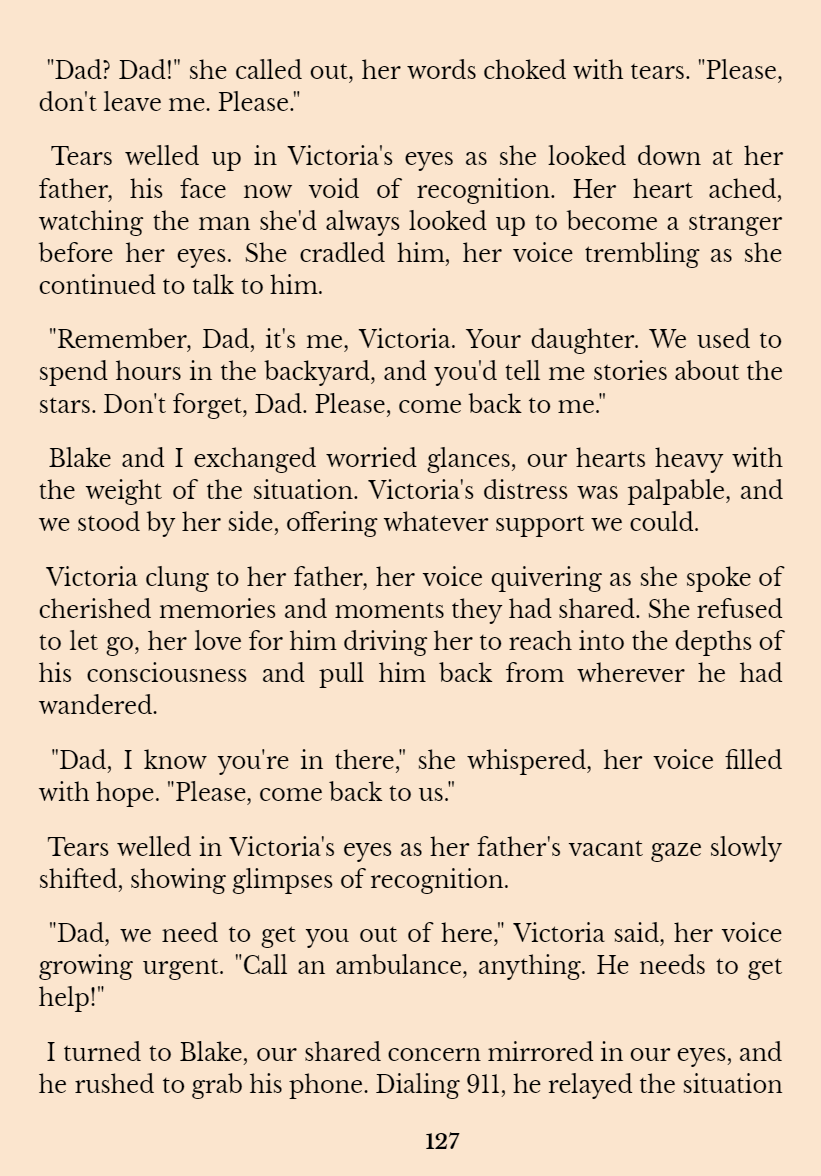 "Dad? Dad!" she called out, her words choked with tears. "Please,
don't leave me. Please."
Tears welled up in Victoria's eyes as she looked down at her
father, his face now void of recognition. Her heart ached,
watching the man she'd always looked up to become a stranger
before her eyes. She cradled him, her voice trembling as she
continued to talk to him.
"Remember, Dad, it's me, Victoria. Your daughter. We used to
spend hours in the backyard, and you'd tell me stories about the
stars. Don't forget, Dad. Please, come back to me."
Blake and I exchanged worried glances, our hearts heavy with
the weight of the situation. Victoria's distress was palpable, and
we stood by her side, offering whatever support we could.
Victoria clung to her father, her voice quivering as she spoke of
cherished memories and moments they had shared. She refused
to let go, her love for him driving her to reach into the depths of
his consciousness and pull him back from wherever he had
wandered.
"Dad, I know you're in there," she whispered, her voice filled
with hope. "Please, come back to us."
Tears welled in Victoria's eyes as her father's vacant gaze slowly
shifted, showing glimpses of recognition.
"Dad, we need to get you out of here," Victoria said, her voice
growing urgent. "Call an ambulance, anything. He needs to get
help!"
I turned to Blake, our shared concern mirrored in our eyes, and
he rushed to grab his phone. Dialing 911, he relayed the situation
127